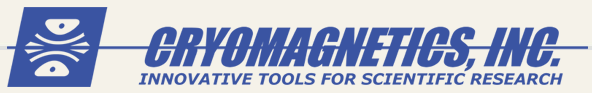 CRYOMAGNETICS, INC.
INNOVATIVE TOOLS FOR SCIENTIFIC RESEARCH